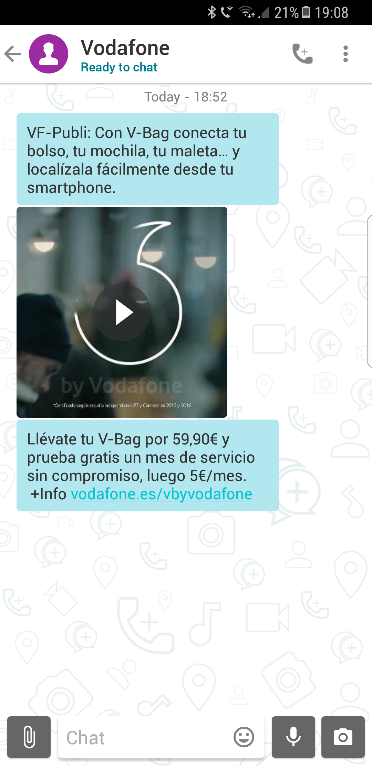 21% 19:08
Vodafone
Ready to chat
Today - 18:52
VF-Publi: Con V-Bag conecta tu
bolso, tu mochila, tu maleta... y
localízala fácilmente desde tu
smartphone.
3
by Vodafone
Llévate tu V-Bag por 59,90€ y
prueba gratis un mes de servicio
sin compromiso, luego 5€/mes.
+Info vodafone.es/vbyvodafone
Chat